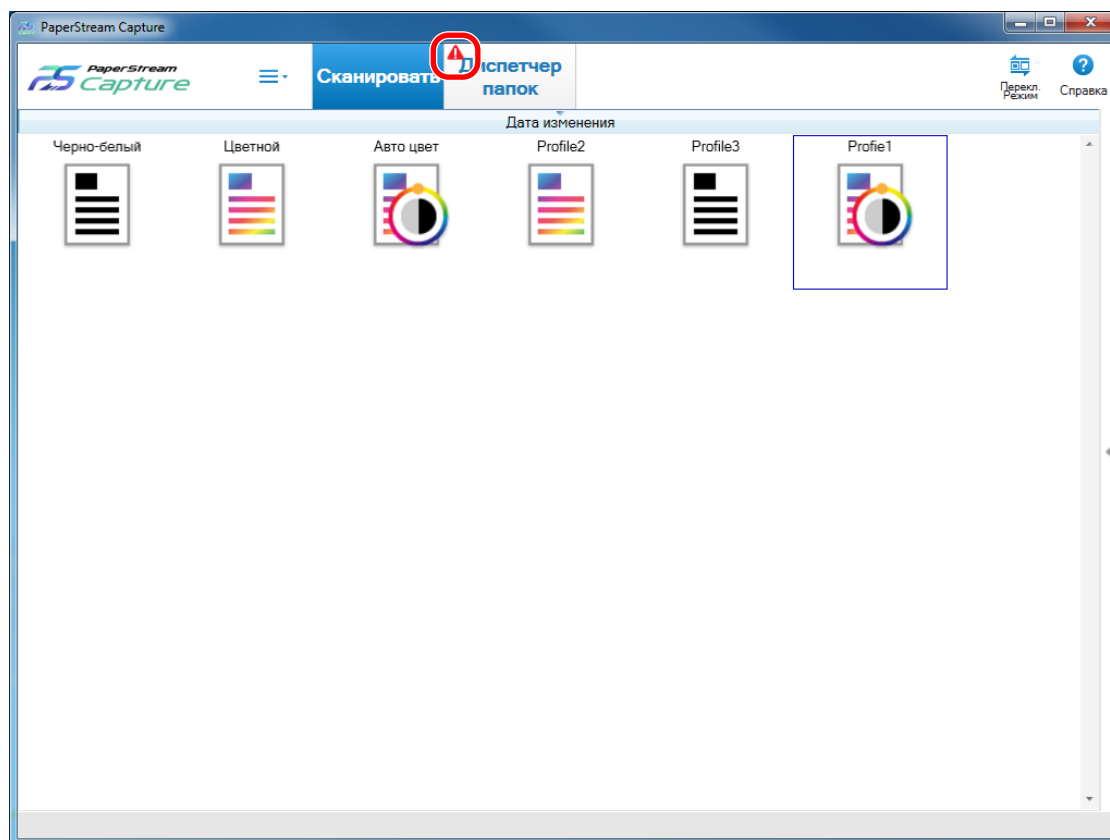 PaperStream Capture
PaperStream
Capture
Сканировать
Диспетчер
папок
Перекл.
Режим
Справка
Дата изменения
Черно-белый
Цветной
Авто цвет
Profile2
Profile3
Profie1